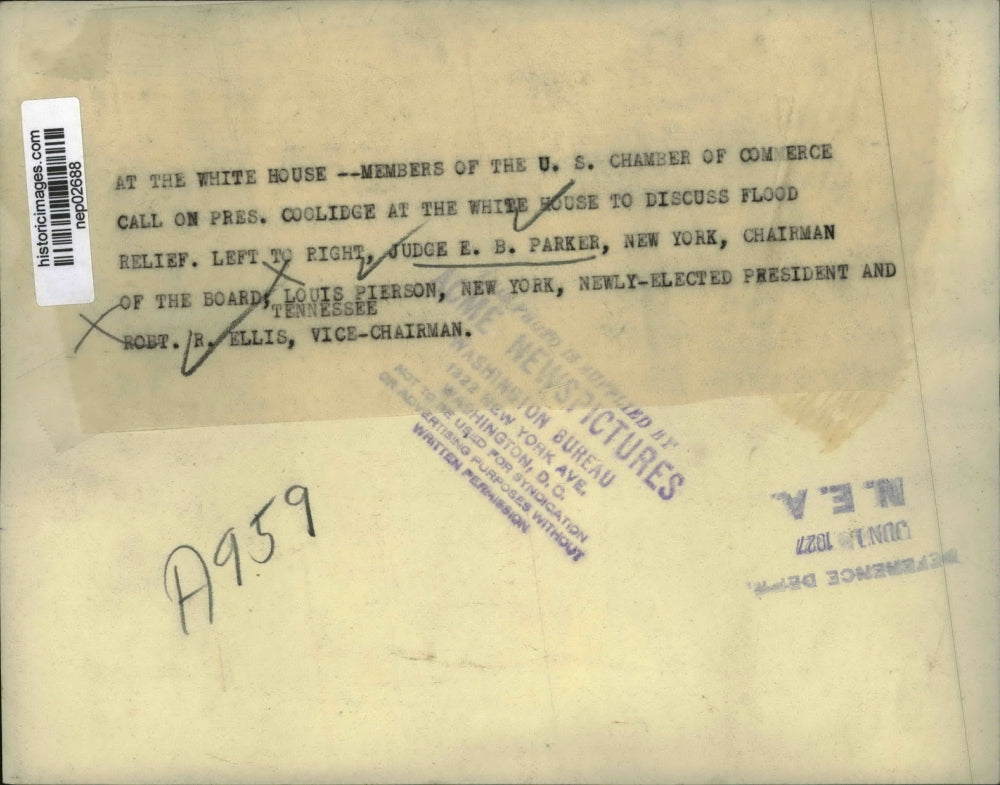 historicimages.com
nep02688
AT THE WHITE HOUSE --MEMBERS OF THE U. S. CHAMBER OF COMMERCE
CALL ON PRES. COOLIDGE AT THE WHITE HOUSE TO DISCUSS FLOOD
RELIEF. LEFT TO RIGHT, JUDGE E. B. PARKER, NEW YORK, CHAIRMAN
OF THE BOARD, LOUIS PIERSON, NEW YORK, NEWLY-ELECTED PRESIDENT AND
TENNESSEE
ROBT. R. ELLIS, VICE-CHAIRMAN.
IS SUPPLIED BY
ACME NEWSPICTURES
WASHINGTON BUREAU
1322 NEW YORK AVE.
WASHINGTON, D. C.
NOT TO BE USED FOR SYNDICATION
OR ADVERTISING PURPOSES WITHOUT
WRITTEN PERMISSION
A959
REFERENCE DEPT.
JUN 1927
N. E. A.